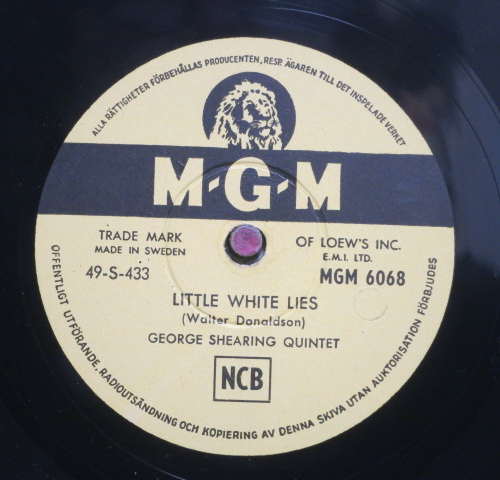 ALLA RÄTTIGHETER FÖRBEHÅLLAS PRODUCENTEN, RESP. ÄGAREN TILL DET INSPELADE VERKET
M-G-M
TRADE MARK
MADE IN SWEDEN
49-S-433
OF LOEW'S INC.
E.M.I. LTD.
MGM 6068
LITTLE WHITE LIES
(Walter Donaldson)
GEORGE SHEARING QUINTET
NCB
OFFENTLIGT UTFÖRANDE, RADIOUTSÄNDNING OCH KOPIERING AV DENNA SKIVA UTAN AUKTORISATION FÖRBJUDES